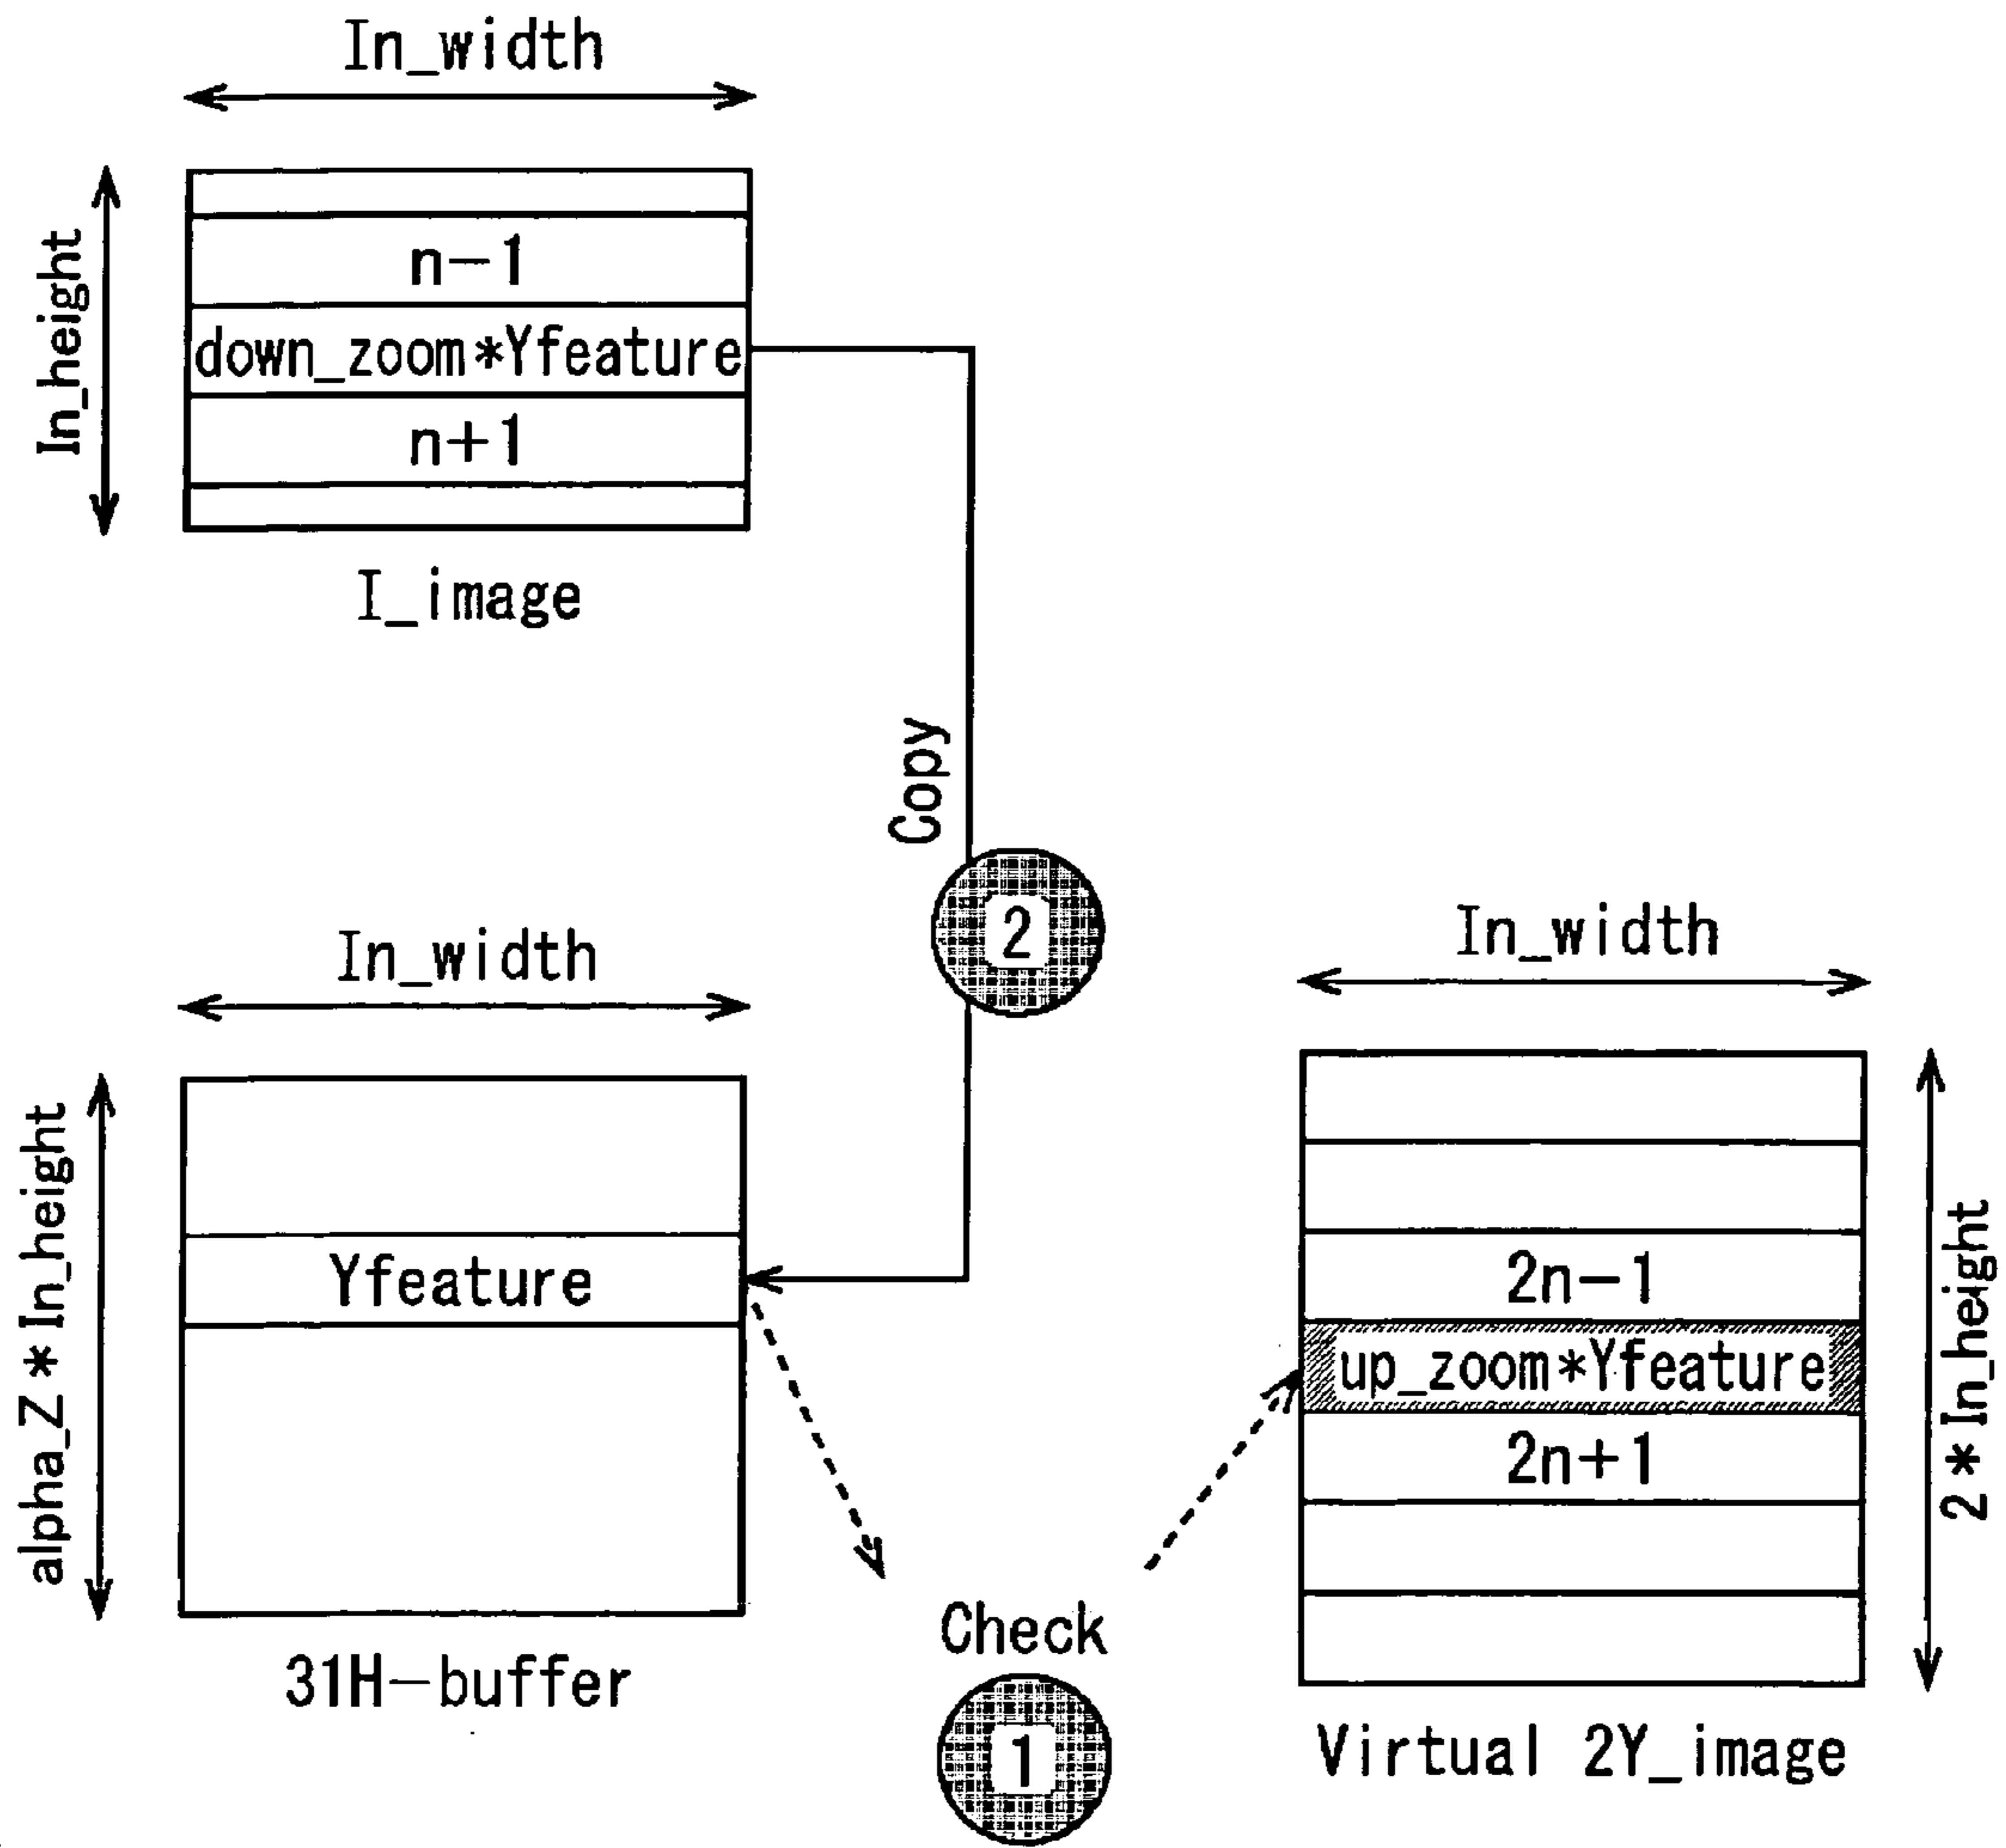 In_width
In_height
n-1
down_zoom*Yfeature
n+1
I_image
Copy
2
In_width
In_width
alpha_Z*In_height
Yfeature
2n-1
up_zoom*Yfeature
2n+1
2*In_height
31H-buffer
Check
1
Virtual 2Y_image